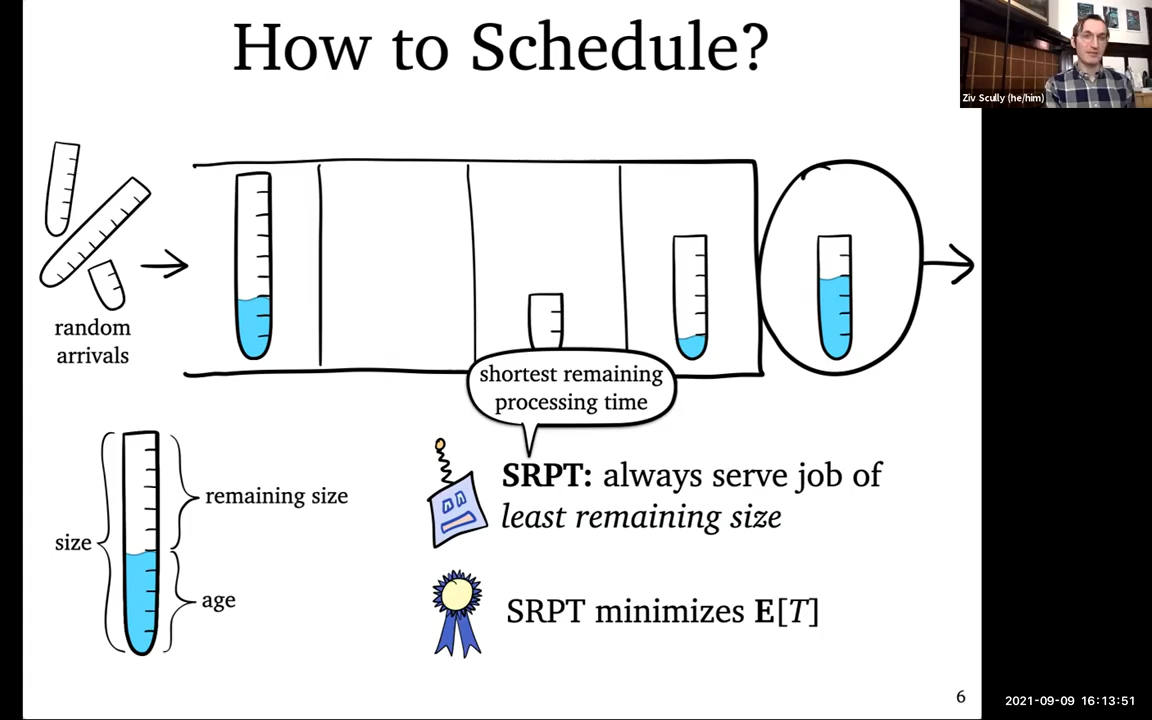 How to Schedule?
Ziv Scully (he/him)
random
arrivals
shortest remaining
processing time
SRPT: always serve job of
least remaining size
remaining size
size
age
SRPT minimizes E[T]
6
2021-09-09 16:13:51